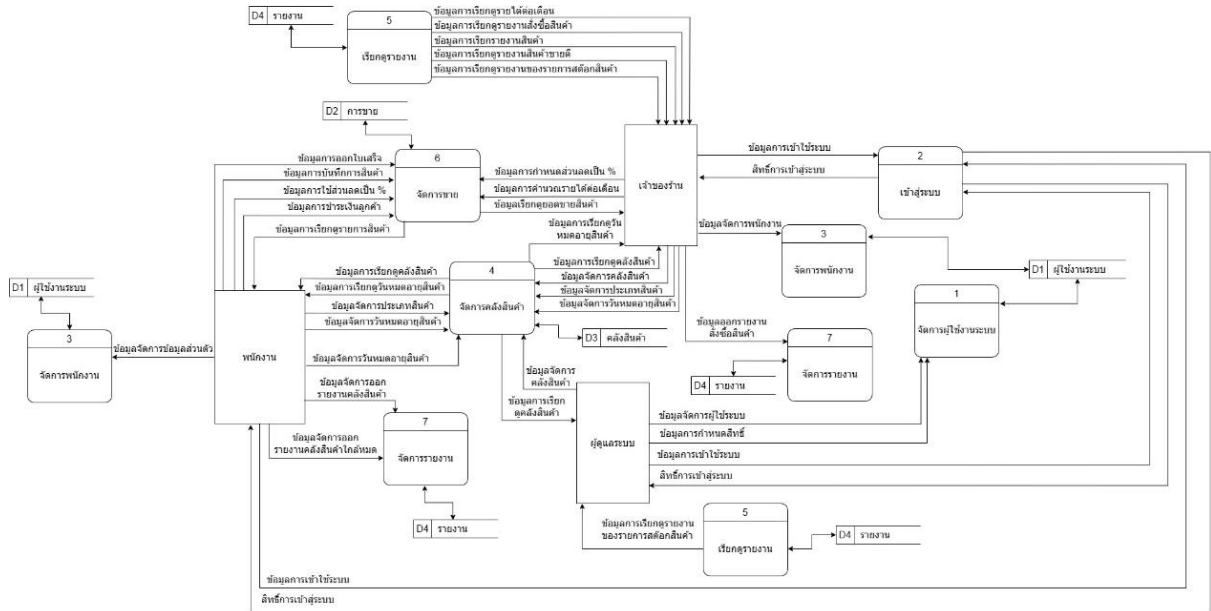 D4 รายงาน
5
เรียกดูรายงาน
ข้อมูลการเรียกดูรายได้ต่อเดือน
ข้อมูลการเรียกดูรายงานสั่งซื้อสินค้า
ข้อมูลการเรียกรายงานสินค้า
ข้อมูลการเรียกดูรายงานสินค้าขายดี
ข้อมูลการเรียกดูรายงานของรายการสต๊อกสินค้า
D2 การขาย
6
จัดการขาย
ข้อมูลการออกใบเสร็จ
ข้อมูลการบันทึกการสินค้า
ข้อมูลการใช้ส่วนลดเป็น %
ข้อมูลการชำระเงินลูกค้า
ข้อมูลการเรียกดูรายการสินค้า
ข้อมูลการกำหนดส่วนลดเป็น %
ข้อมูลการคำนวณรายได้ต่อเดือน
ข้อมูลเรียกดูยอดขายสินค้า
เจ้าของร้าน
ข้อมูลการเข้าใช้ระบบ
สิทธิ์การเข้าสู่ระบบ
2
เข้าสู่ระบบ
ข้อมูลการเรียกดูวัน
หมดอายุสินค้า
ข้อมูลการเรียกดูคลังสินค้า
ข้อมูลจัดการคลังสินค้า
ข้อมูลจัดการประเภทสินค้า
ข้อมูลจัดการวันหมดอายุสินค้า
ข้อมูลจัดการพนักงาน
3
จัดการพนักงาน
D1 ผู้ใช้งานระบบ
1
จัดการผู้ใช้งานระบบ
4
จัดการคลังสินค้า
ข้อมูลการเรียกดูคลังสินค้า
ข้อมูลการเรียกดูวันหมดอายุสินค้า
ข้อมูลจัดการประเภทสินค้า
ข้อมูลจัดการวันหมดอายุสินค้า
ข้อมูลจัดการวันหมดอายุสินค้า
D3 คลังสินค้า
D1 ผู้ใช้งานระบบ
3
จัดการพนักงาน
ข้อมูลจัดการข้อมูลส่วนตัว
พนักงาน
ข้อมูลออกรายงาน
สั่งซื้อสินค้า
7
จัดการรายงาน
D4 รายงาน
ข้อมูลจัดการ
คลังสินค้า
ข้อมูลการเรียก
ดูคลังสินค้า
ผู้ดูแลระบบ
ข้อมูลจัดการผู้ใช้ระบบ
ข้อมูลการกำหนดสิทธิ์
ข้อมูลการเข้าใช้ระบบ
สิทธิ์การเข้าสู่ระบบ
ข้อมูลจัดการออก
รายงานคลังสินค้า
ข้อมูลจัดการออก
รายงานคลังสินค้าใกล้หมด
7
จัดการรายงาน
D4 รายงาน
ข้อมูลการเรียกดูรายงาน
ของรายการสต๊อกสินค้า
5
เรียกดูรายงาน
D4 รายงาน
ข้อมูลการเข้าใช้ระบบ
สิทธิ์การเข้าสู่ระบบ